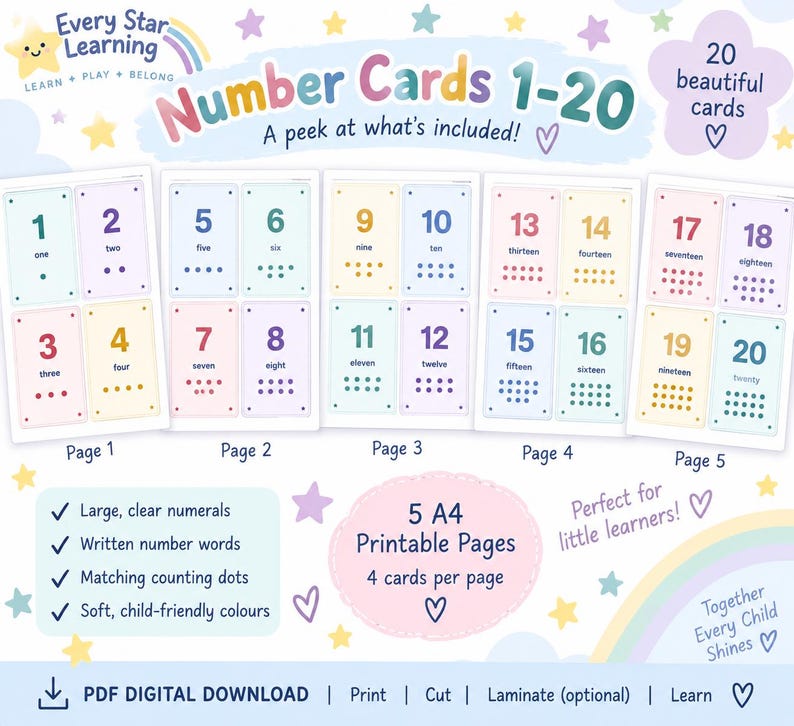 Every Star
Learning
LEARN + PLAY + BELONG
Number Cards 1-20
A peek at what's included!
20
beautiful
cards
1
one
2
two
3
three
4
four
Page 1
5
five
6
six
7
seven
8
eight
Page 2
9
nine
10
ten
11
eleven
12
twelve
Page 3
13
thirteen
14
fourteen
15
fifteen
16
sixteen
Page 4
17
seventeen
18
eighteen
19
nineteen
20
twenty
Page 5
✓ Large, clear numerals
✓ Written number words
✓ Matching counting dots
✓ Soft, child-friendly colours
5 A4
Printable Pages
4 cards per page
Perfect for
little learners!
Together
Every Child
Shines
PDF DIGITAL DOWNLOAD | Print | Cut | Laminate (optional) | Learn